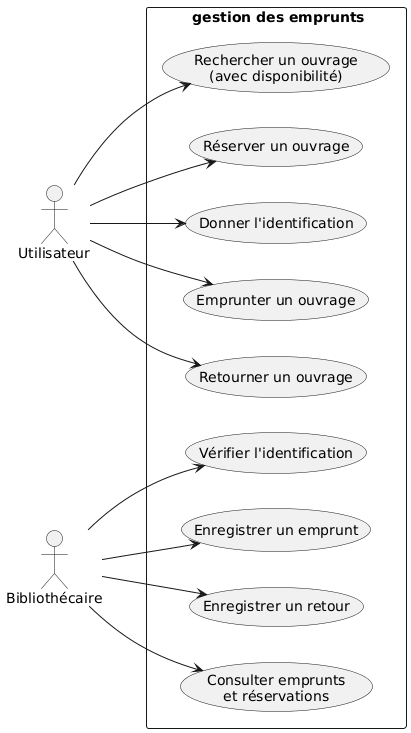 gestion des emprunts
Rechercher un ouvrage
(avec disponibilité)
Réserver un ouvrage
Donner l'identification
Utilisateur
Emprunter un ouvrage
Retourner un ouvrage
Vérifier l'identification
Enregistrer un emprunt
Bibliothécaire
Enregistrer un retour
Consulter emprunts
et réservations